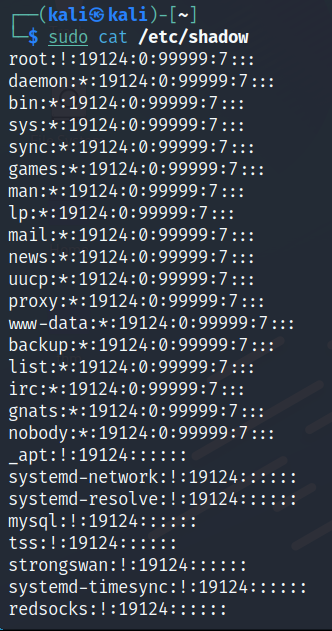 ┌──(kali㉿kali)-[~]
└─$ sudo cat /etc/shadow
root:!:19124:0:99999:7:::
daemon:*:19124:0:99999:7:::
bin:*:19124:0:99999:7:::
sys:*:19124:0:99999:7:::
sync:*:19124:0:99999:7:::
games:*:19124:0:99999:7:::
man:*:19124:0:99999:7:::
lp:*:19124:0:99999:7:::
mail:*:19124:0:99999:7:::
news:*:19124:0:99999:7:::
uucp:*:19124:0:99999:7:::
proxy:*:19124:0:99999:7:::
www-data:*:19124:0:99999:7:::
backup:*:19124:0:99999:7:::
list:*:19124:0:99999:7:::
irc:*:19124:0:99999:7:::
gnats:*:19124:0:99999:7:::
nobody:*:19124:0:99999:7:::
_apt:!:19124::::::
systemd-network:!:19124::::::
systemd-resolve:!:19124::::::
mysql:!:19124::::::
tss:!:19124::::::
strongswan:!:19124::::::
systemd-timesync:!:19124::::::
redsocks:!:19124::::::